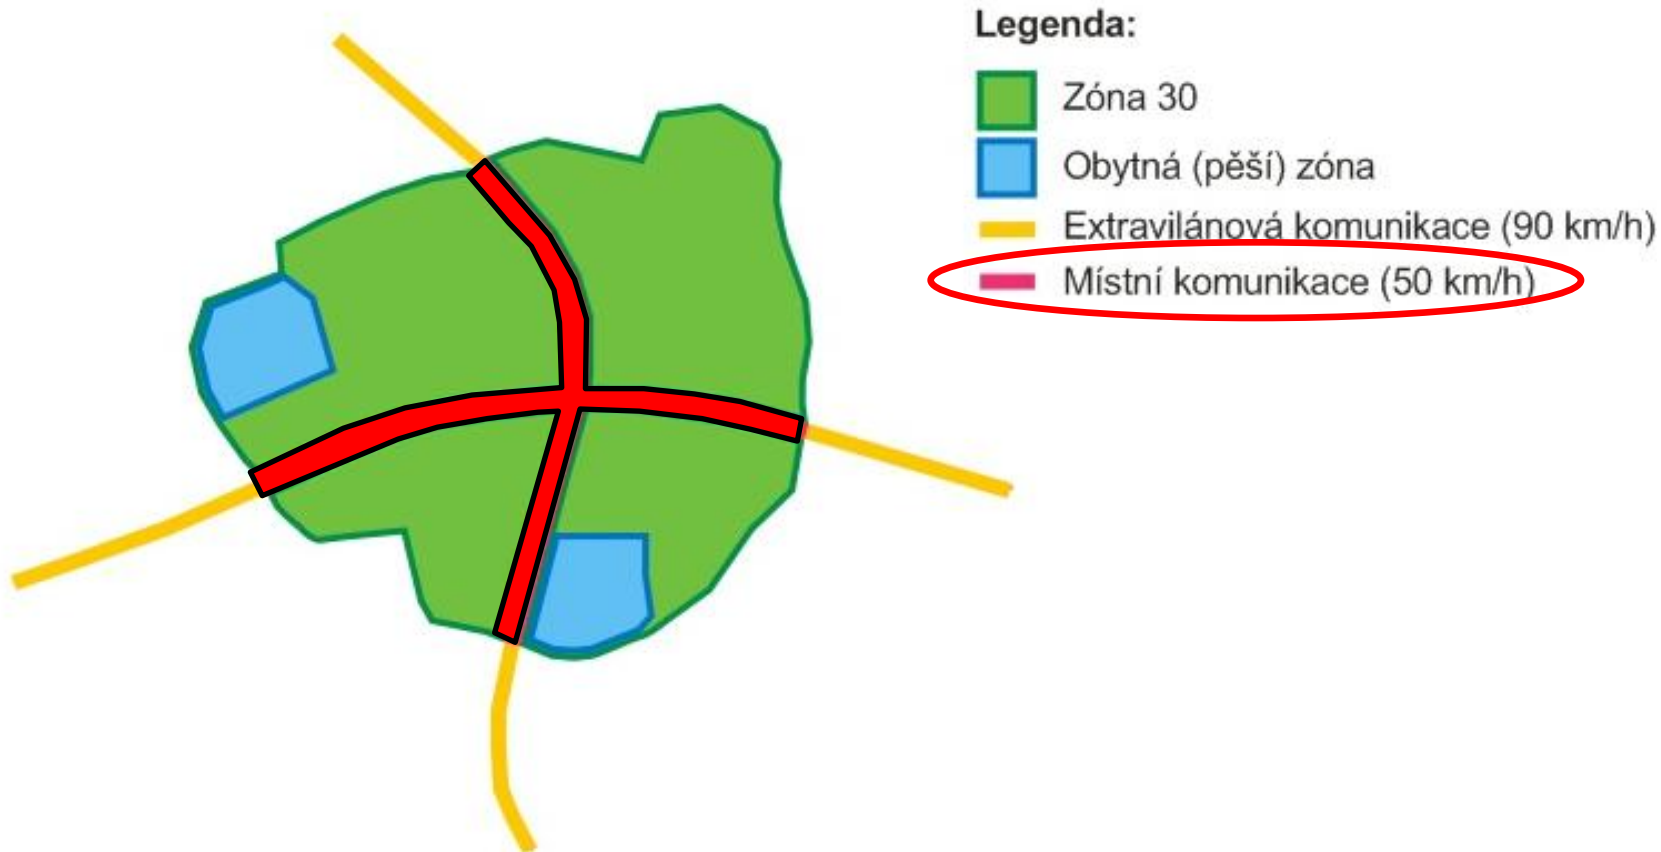 Legenda:
Zóna 30
Obytná (pěší) zóna
Extravilánová komunikace (90 km/h)
Místní komunikace (50 km/h)